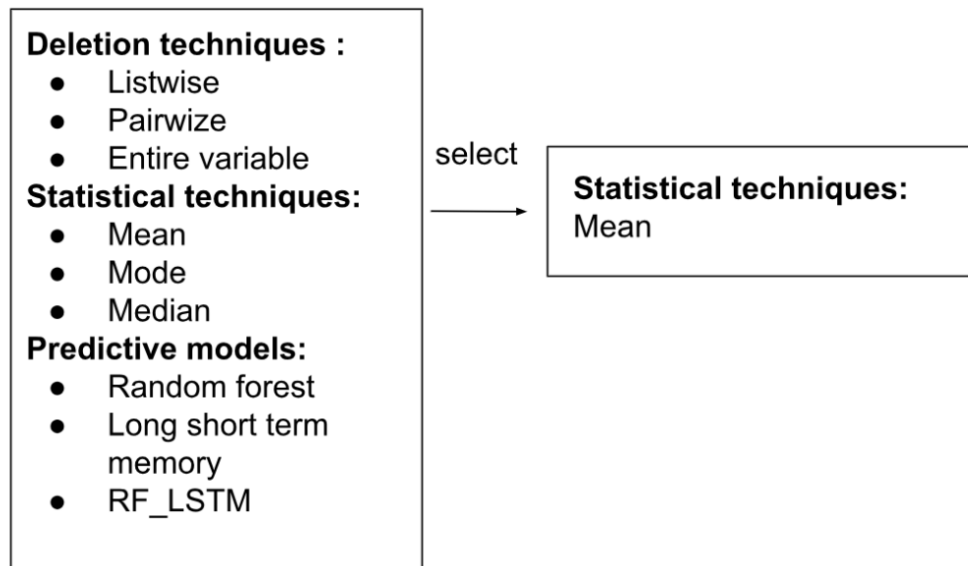 Deletion techniques :
● Listwise
● Pairwize
● Entire variable
Statistical techniques:
● Mean
● Mode
● Median
Predictive models:
● Random forest
● Long short term
memory
● RF_LSTM
select
Statistical techniques:
Mean